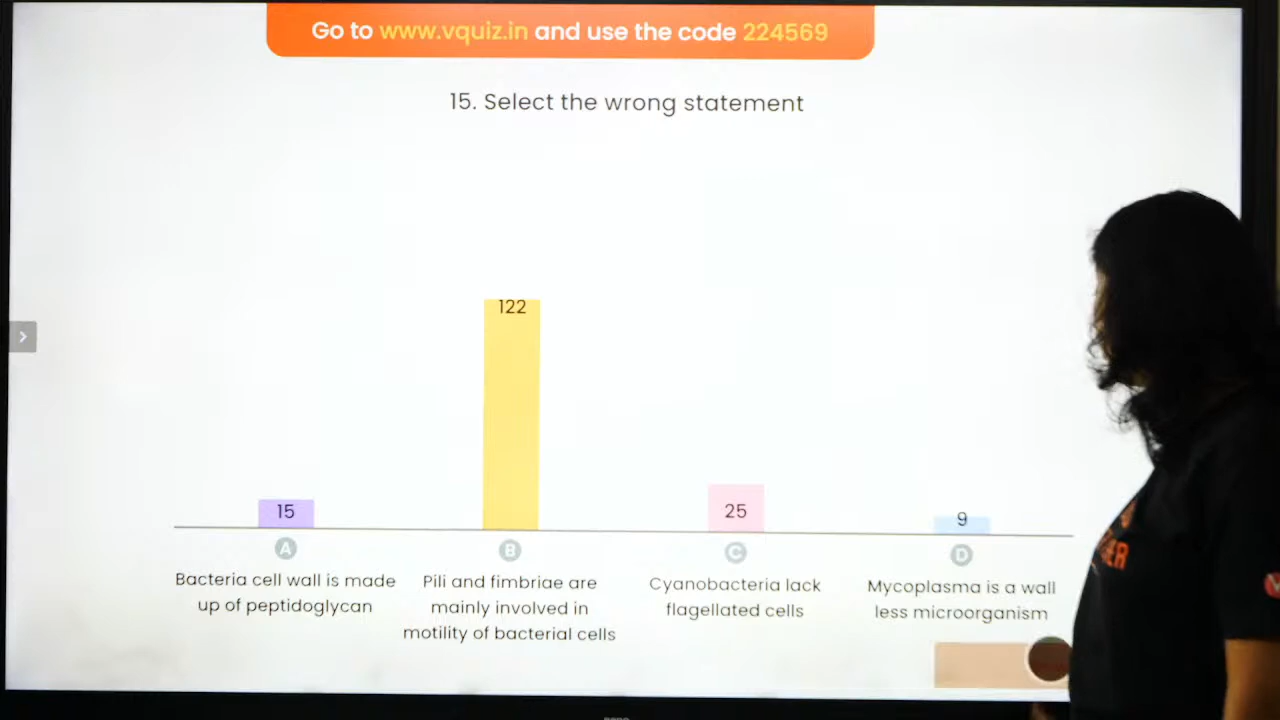 Go to www.vquiz.in and use the code 224569
15. Select the wrong statement
122
15
25
9
A
B
C
D
Bacteria cell wall is made
up of peptidoglycan
Pili and fimbriae are
mainly involved in
motility of bacterial cells
Cyanobacteria lack
flagellated cells
Mycoplasma is a wall
less microorganism